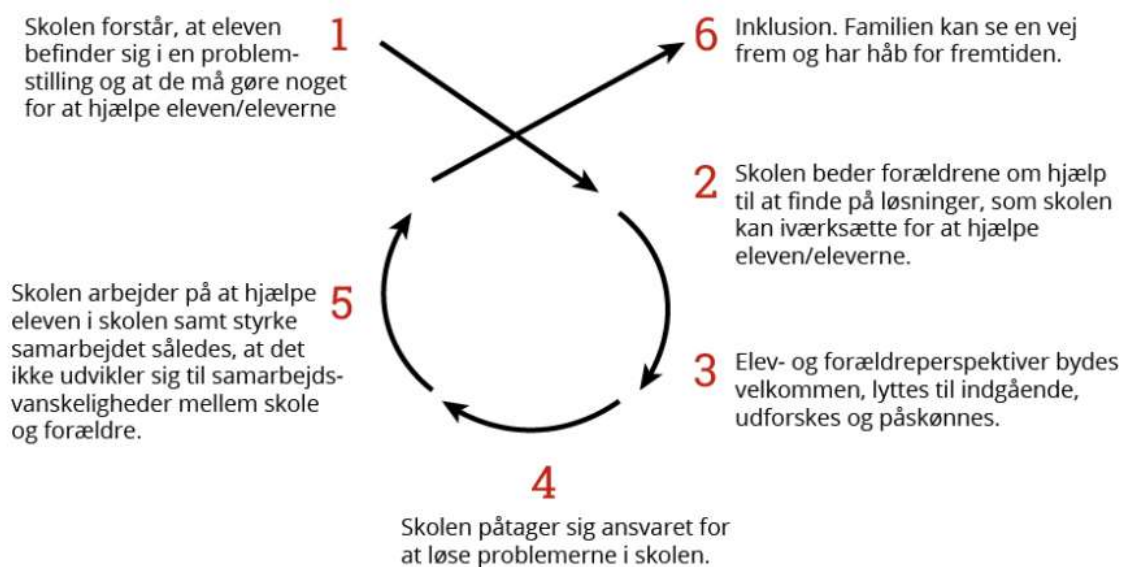 1
Skolen forstår, at eleven
befinder sig i en problem-
stilling og at de må gøre noget
for at hjælpe eleven/eleverne
6
Inklusion. Familien kan se en vej
frem og har håb for fremtiden.
2
Skolen beder forældrene om hjælp
til at finde på løsninger, som skolen
kan iværksætte for at hjælpe
eleven/eleverne.
3
Elev- og forældreperspektiver bydes
velkommen, lyttes til indgående,
udforskes og påskønnes.
4
Skolen påtager sig ansvaret for
at løse problemerne i skolen.
5
Skolen arbejder på at hjælpe
eleven i skolen samt styrke
samarbejdet således, at det
ikke udvikler sig til samarbejds-
vanskeligheder mellem skole
og forældre.